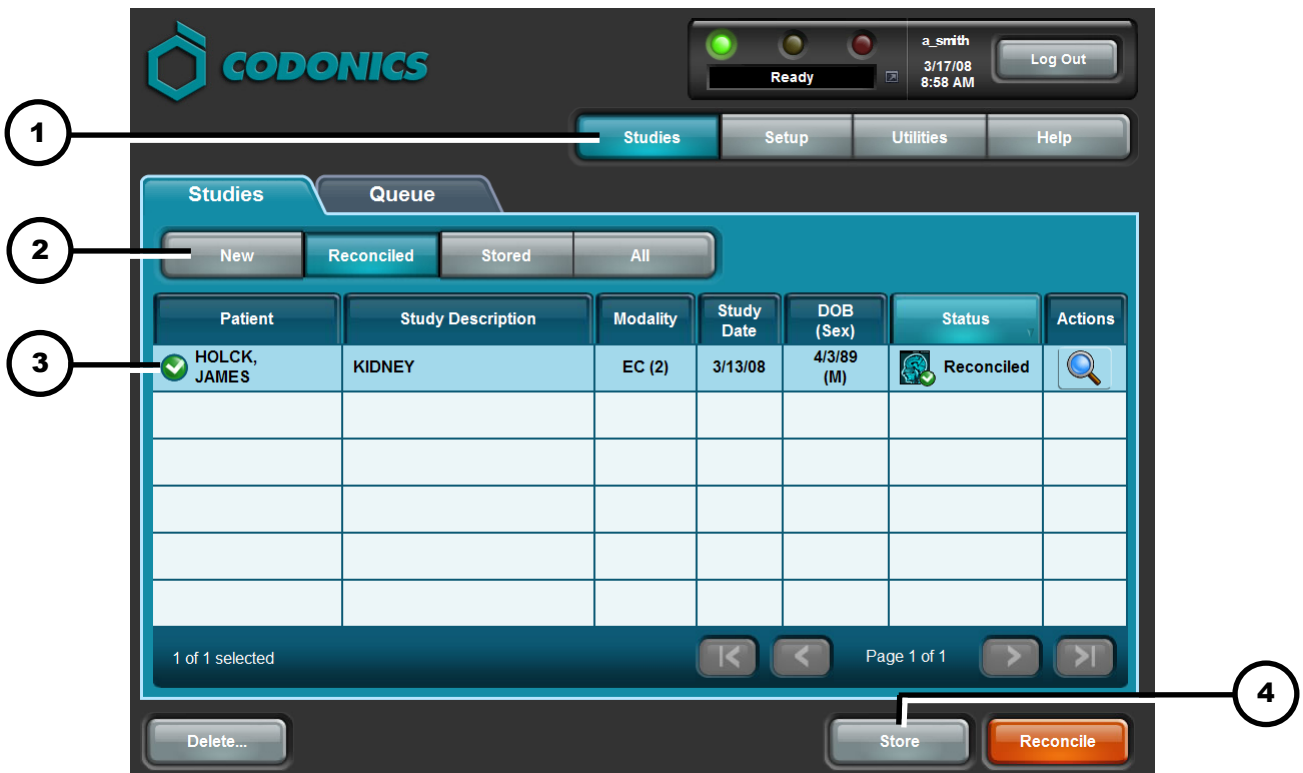 CODONICS
a_smith
3/17/08
8:58 AM
Log Out
Ready
1
Studies Setup Utilities Help
Studies Queue
2
New Reconciled Stored All
Patient Study Description Modality Study Date DOB (Sex) Status Actions
3
HOLCK, JAMES KIDNEY EC (2) 3/13/08 4/3/89 (M) Reconciled
1 of 1 selected Page 1 of 1
4
Delete... Store Reconcile